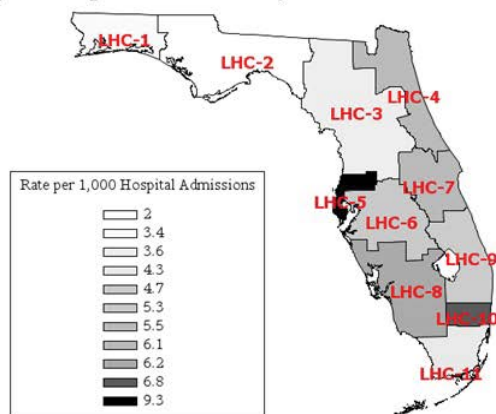 LHC-1
LHC-2
LHC-4
LHC-3
LHC-5
LHC-7
LHC-6
LHC-9
LHC-8
LHC-10
LHC-11
Rate per 1,000 Hospital Admissions
2
3.4
3.6
4.3
4.7
5.3
5.5
6.1
6.2
6.8
9.3